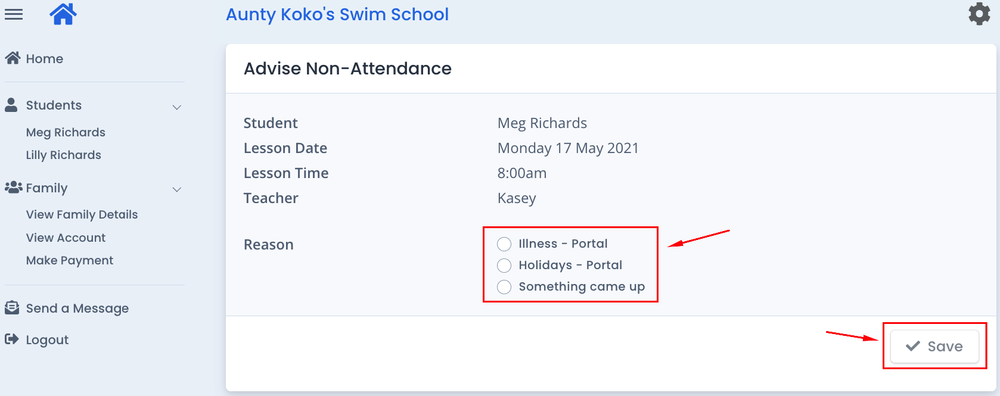 Aunty Koko's Swim School
Home
Students
Meg Richards
Lilly Richards
Family
View Family Details
View Account
Make Payment
Send a Message
Logout
Advise Non-Attendance
Student Meg Richards
Lesson Date Monday 17 May 2021
Lesson Time 8:00am
Teacher Kasey
Reason Illness - Portal
Holidays - Portal
Something came up
Save